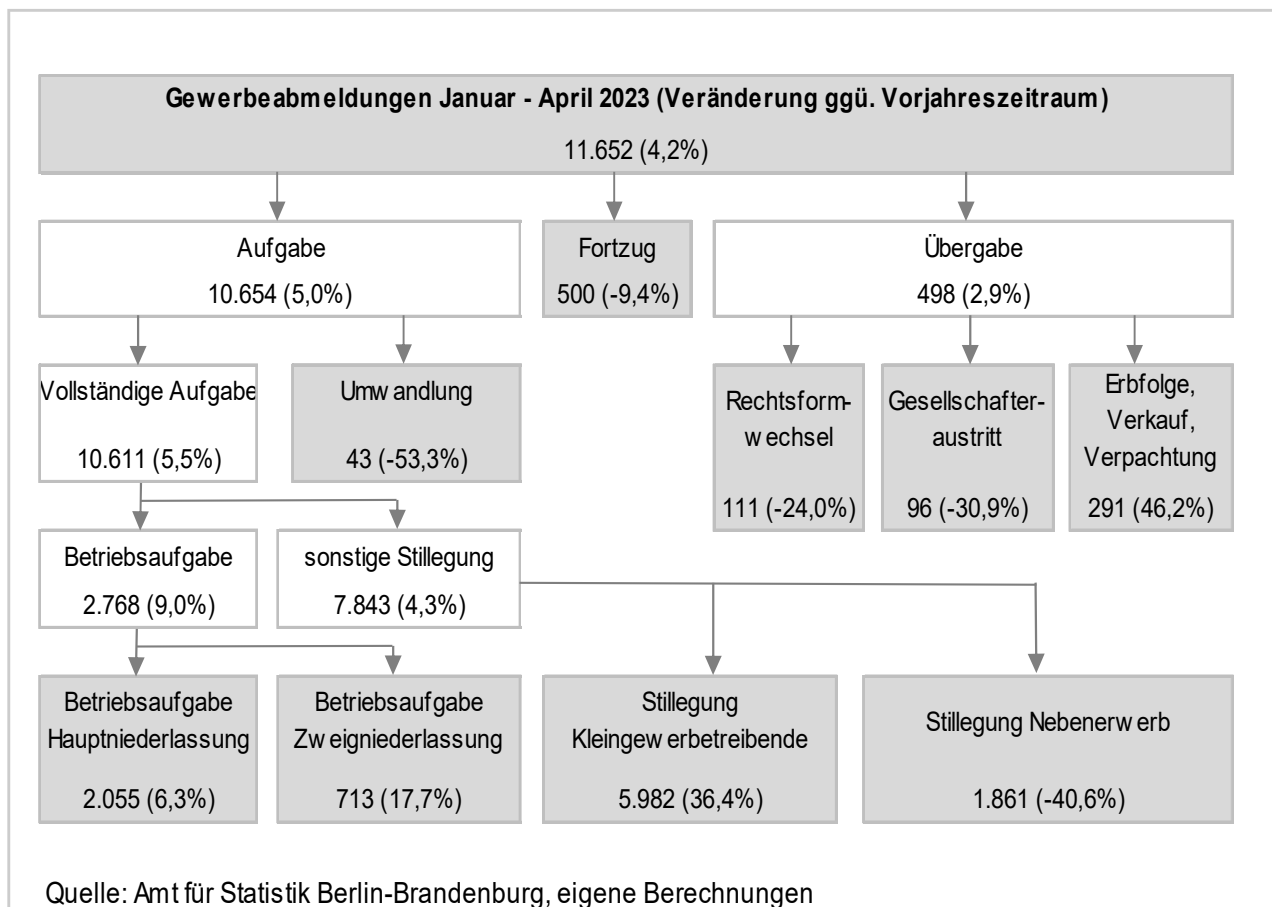 Gewerbeabmeldungen Januar - April 2023 (Veränderung ggü. Vorjahreszeitraum)
11.652 (4,2%)
Aufgabe
10.654 (5,0%)
Fortzug
500 (-9,4%)
Übergabe
498 (2,9%)
Vollständige Aufgabe
10.611 (5,5%)
Umwandlung
43 (-53,3%)
Rechtsform-
wechsel
111 (-24,0%)
Gesellschafter-
austritt
96 (-30,9%)
Erbfolge,
Verkauf,
Verpachtung
291 (46,2%)
Betriebsaufgabe
2.768 (9,0%)
sonstige Stillegung
7.843 (4,3%)
Betriebsaufgabe
Hauptniederlassung
2.055 (6,3%)
Betriebsaufgabe
Zweigniederlassung
713 (17,7%)
Stillegung
Kleingewerbetreibende
5.982 (36,4%)
Stillegung Nebenerwerb
1.861 (-40,6%)
Quelle: Amt für Statistik Berlin-Brandenburg, eigene Berechnungen